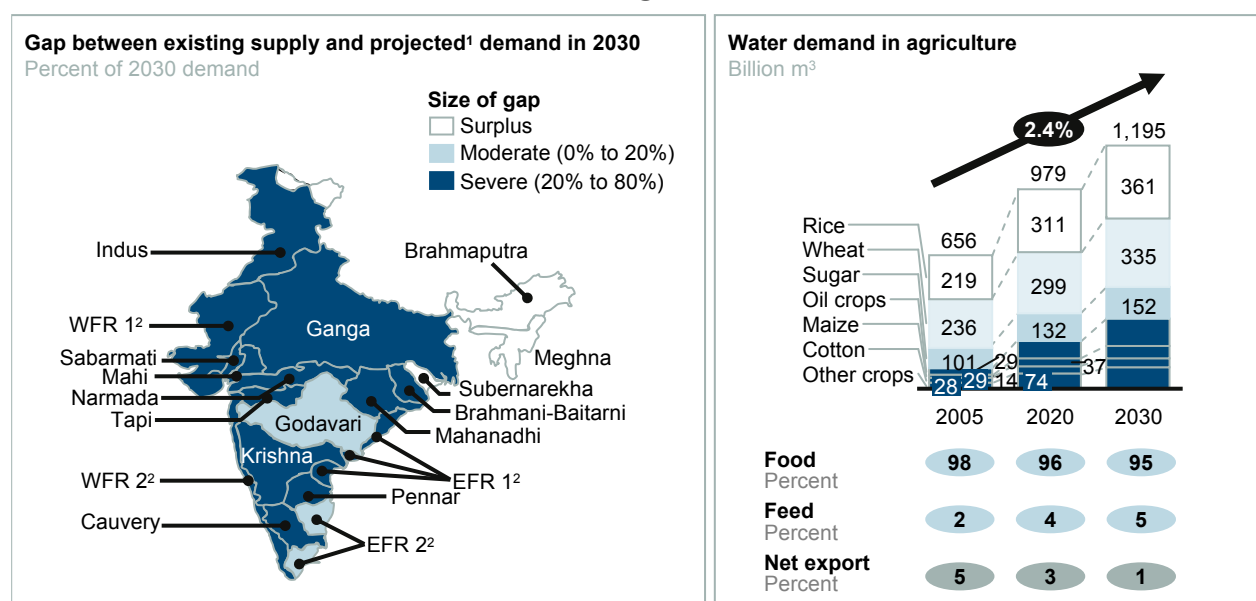 Gap between existing supply and projected¹ demand in 2030
Percent of 2030 demand
Size of gap
Surplus
Moderate (0% to 20%)
Severe (20% to 80%)
Indus
Brahmaputra
WFR 1²
Ganga
Sabarmati
Meghna
Mahi
Subernarekha
Narmada
Brahmani-Baitarni
Tapi
Godavari
Mahanadhi
Krishna
WFR 2²
EFR 1²
Pennar
Cauvery
EFR 2²
Water demand in agriculture
Billion m³
2.4%
1,195
979
361
Rice
656
311
Wheat
219
335
Sugar
299
Oil crops
236
152
Maize
132
Cotton
101
29
37
Other crops
28
29
14
74
2005
2020
2030
Food
98
96
95
Percent
Feed
2
4
5
Percent
Net export
5
3
1
Percent